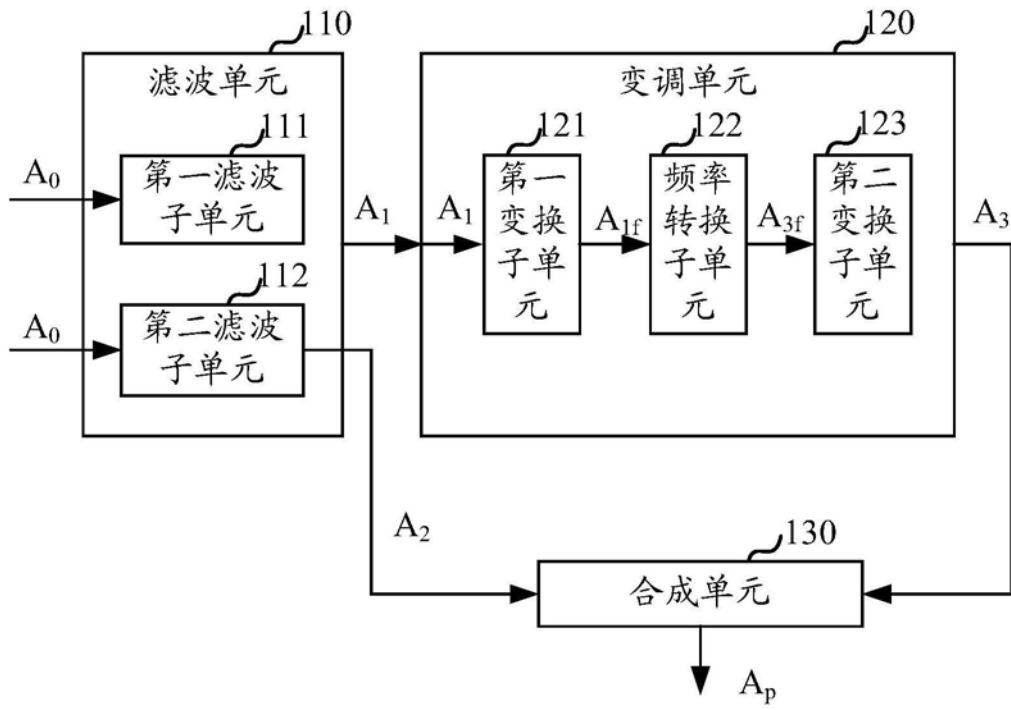 110
滤波单元
111
第一滤波
子单元
A₀
112
第二滤波
子单元
A₀
A₁
120
变调单元
A₁
121
第一
变换
子单
元
A₁f
122
频率
转换
子单
元
A₃f
123
第二
变换
子单
元
A₃
A₂
130
合成单元
Aₚ